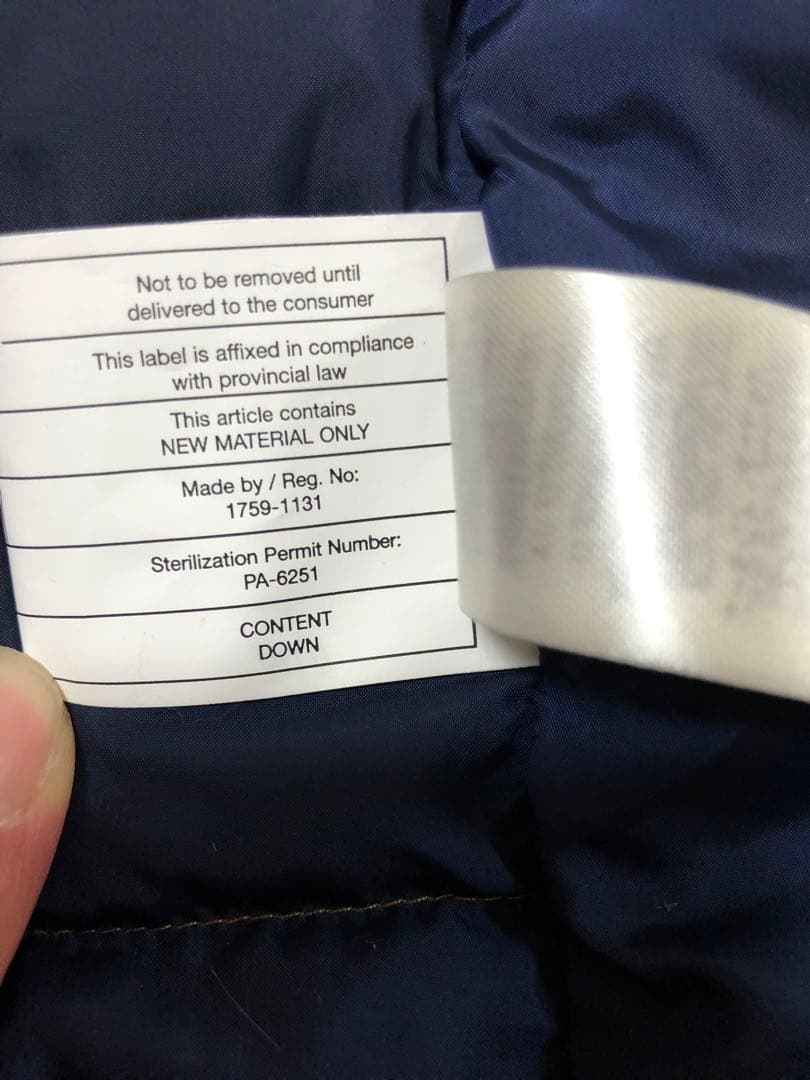 Not to be removed until
delivered to the consumer
This label is affixed in compliance
with provincial law
This article contains
NEW MATERIAL ONLY
Made by / Reg. No:
1759-1131
Sterilization Permit Number:
PA-6251
CONTENT
DOWN